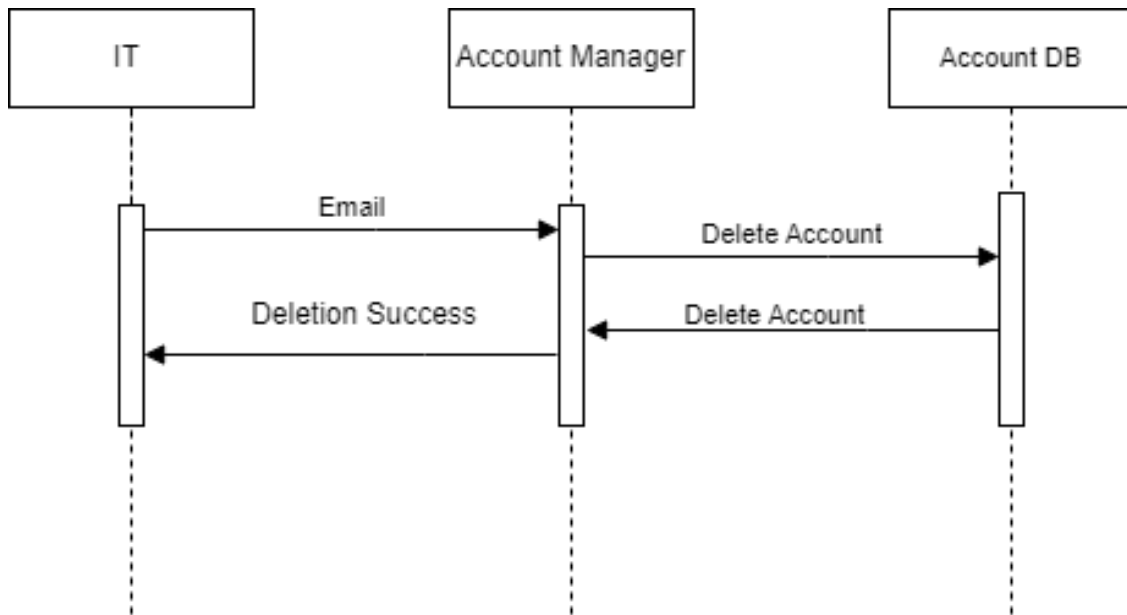 IT
Account Manager
Account DB
Email
Delete Account
Deletion Success
Delete Account